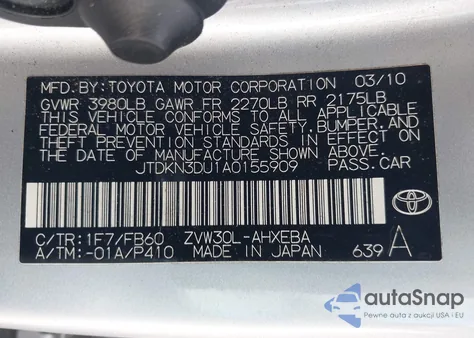 MFD. BY: TOYOTA MOTOR CORPORATION 03/10
GVWR 3980LB GAWR FR 2270LB RR 2175LB
THIS VEHICLE CONFORMS TO ALL APPLICABLE
FEDERAL MOTOR VEHICLE SAFETY, BUMPER, AND
THEFT PREVENTION STANDARDS IN EFFECT ON
THE DATE OF MANUFACTURE SHOWN ABOVE.
JTDKN3DU1A0155909 PASS. CAR
TOYOTA
C/TR: 1F7/FB60 ZVW30L-AHXEBA
A/TM: -01A/P410 MADE IN JAPAN 639 A
autoSnap
Pewne auta z aukcji USA i EU